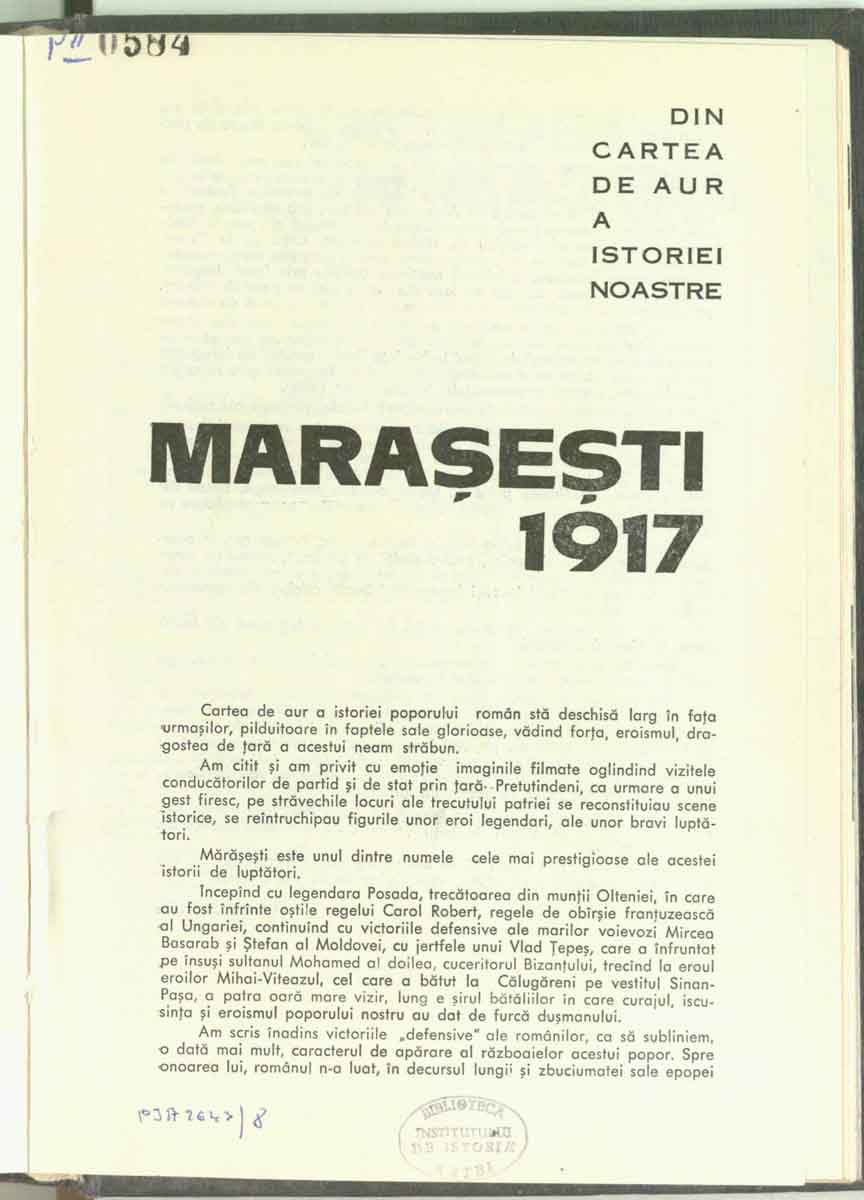 0584
DIN
CARTEA
DE AUR
A
ISTORIEI
NOASTRE
MARAȘEȘTI
1917
Cartea de aur a istoriei poporului român stă deschisă larg în fața
urmașilor, pilduitoare în faptele sale glorioase, vădind forța, eroismul, dra-
gostea de țară a acestui neam străbun.
Am citit și am privit cu emoție imaginile filmate oglindind vizitele
conducătorilor de partid și de stat prin țară. Pretutindeni, ca urmare a unui
gest firesc, pe străvechile locuri ale trecutului patriei se reconstituiau scene
istorice, se reîntruchipau figurile unor eroi legendari, ale unor bravi luptă-
tori.
Mărășești este unul dintre numele cele mai prestigioase ale acestei
istorii de luptători.
Începînd cu legendara Posada, trecătoarea din munții Olteniei, în care
au fost înfrînte oștile regelui Carol Robert, regele de obîrșie franțuzească
al Ungariei, continuînd cu victoriile defensive ale marilor voievozi Mircea
Basarab și Ștefan al Moldovei, cu jertfele unui Vlad Țepeș, care a înfruntat
pe însuși sultanul Mohamed al doilea, cuceritorul Bizanțului, trecînd la eroul
eroilor Mihai-Viteazul, cel care a bătut la Călugăreni pe vestitul Sinan-
Pașa, a patra oară mare vizir, lung e șirul bătăliilor în care curajul, iscu-
sința și eroismul poporului nostru au dat de furcă dușmanului.
Am scris înadins victoriile „defensive" ale românilor, ca să subliniem,
o dată mai mult, caracterul de apărare al războaielor acestui popor. Spre
onoarea lui, românul n-a luat, în decursul lungii și zbuciumatei sale epopei
BIBLIOTECA
INSTITUTULUI
DE ISTORIE